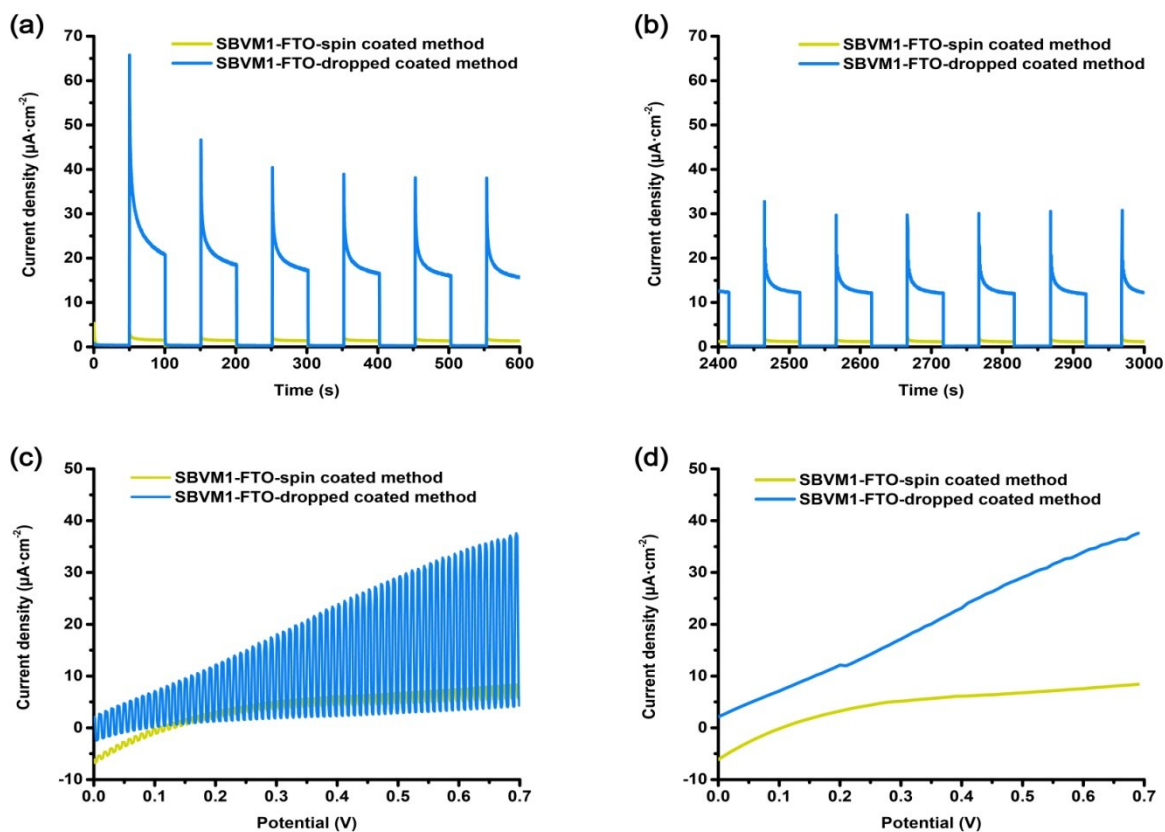 (a)
SBVM1-FTO-spin coated method
SBVM1-FTO-dropped coated method
Current density (µA·cm⁻²)
70
60
50
40
30
20
10
0
0 100 200 300 400 500 600
Time (s)
(b)
SBVM1-FTO-spin coated method
SBVM1-FTO-dropped coated method
Current density (µA·cm⁻²)
70
60
50
40
30
20
10
0
2400 2500 2600 2700 2800 2900 3000
Time (s)
(c)
SBVM1-FTO-spin coated method
SBVM1-FTO-dropped coated method
Current density (µA·cm⁻²)
50
40
30
20
10
0
-10
0.0 0.1 0.2 0.3 0.4 0.5 0.6 0.7
Potential (V)
(d)
SBVM1-FTO-spin coated method
SBVM1-FTO-dropped coated method
Current density (µA·cm⁻²)
50
40
30
20
10
0
-10
0.0 0.1 0.2 0.3 0.4 0.5 0.6 0.7
Potential (V)